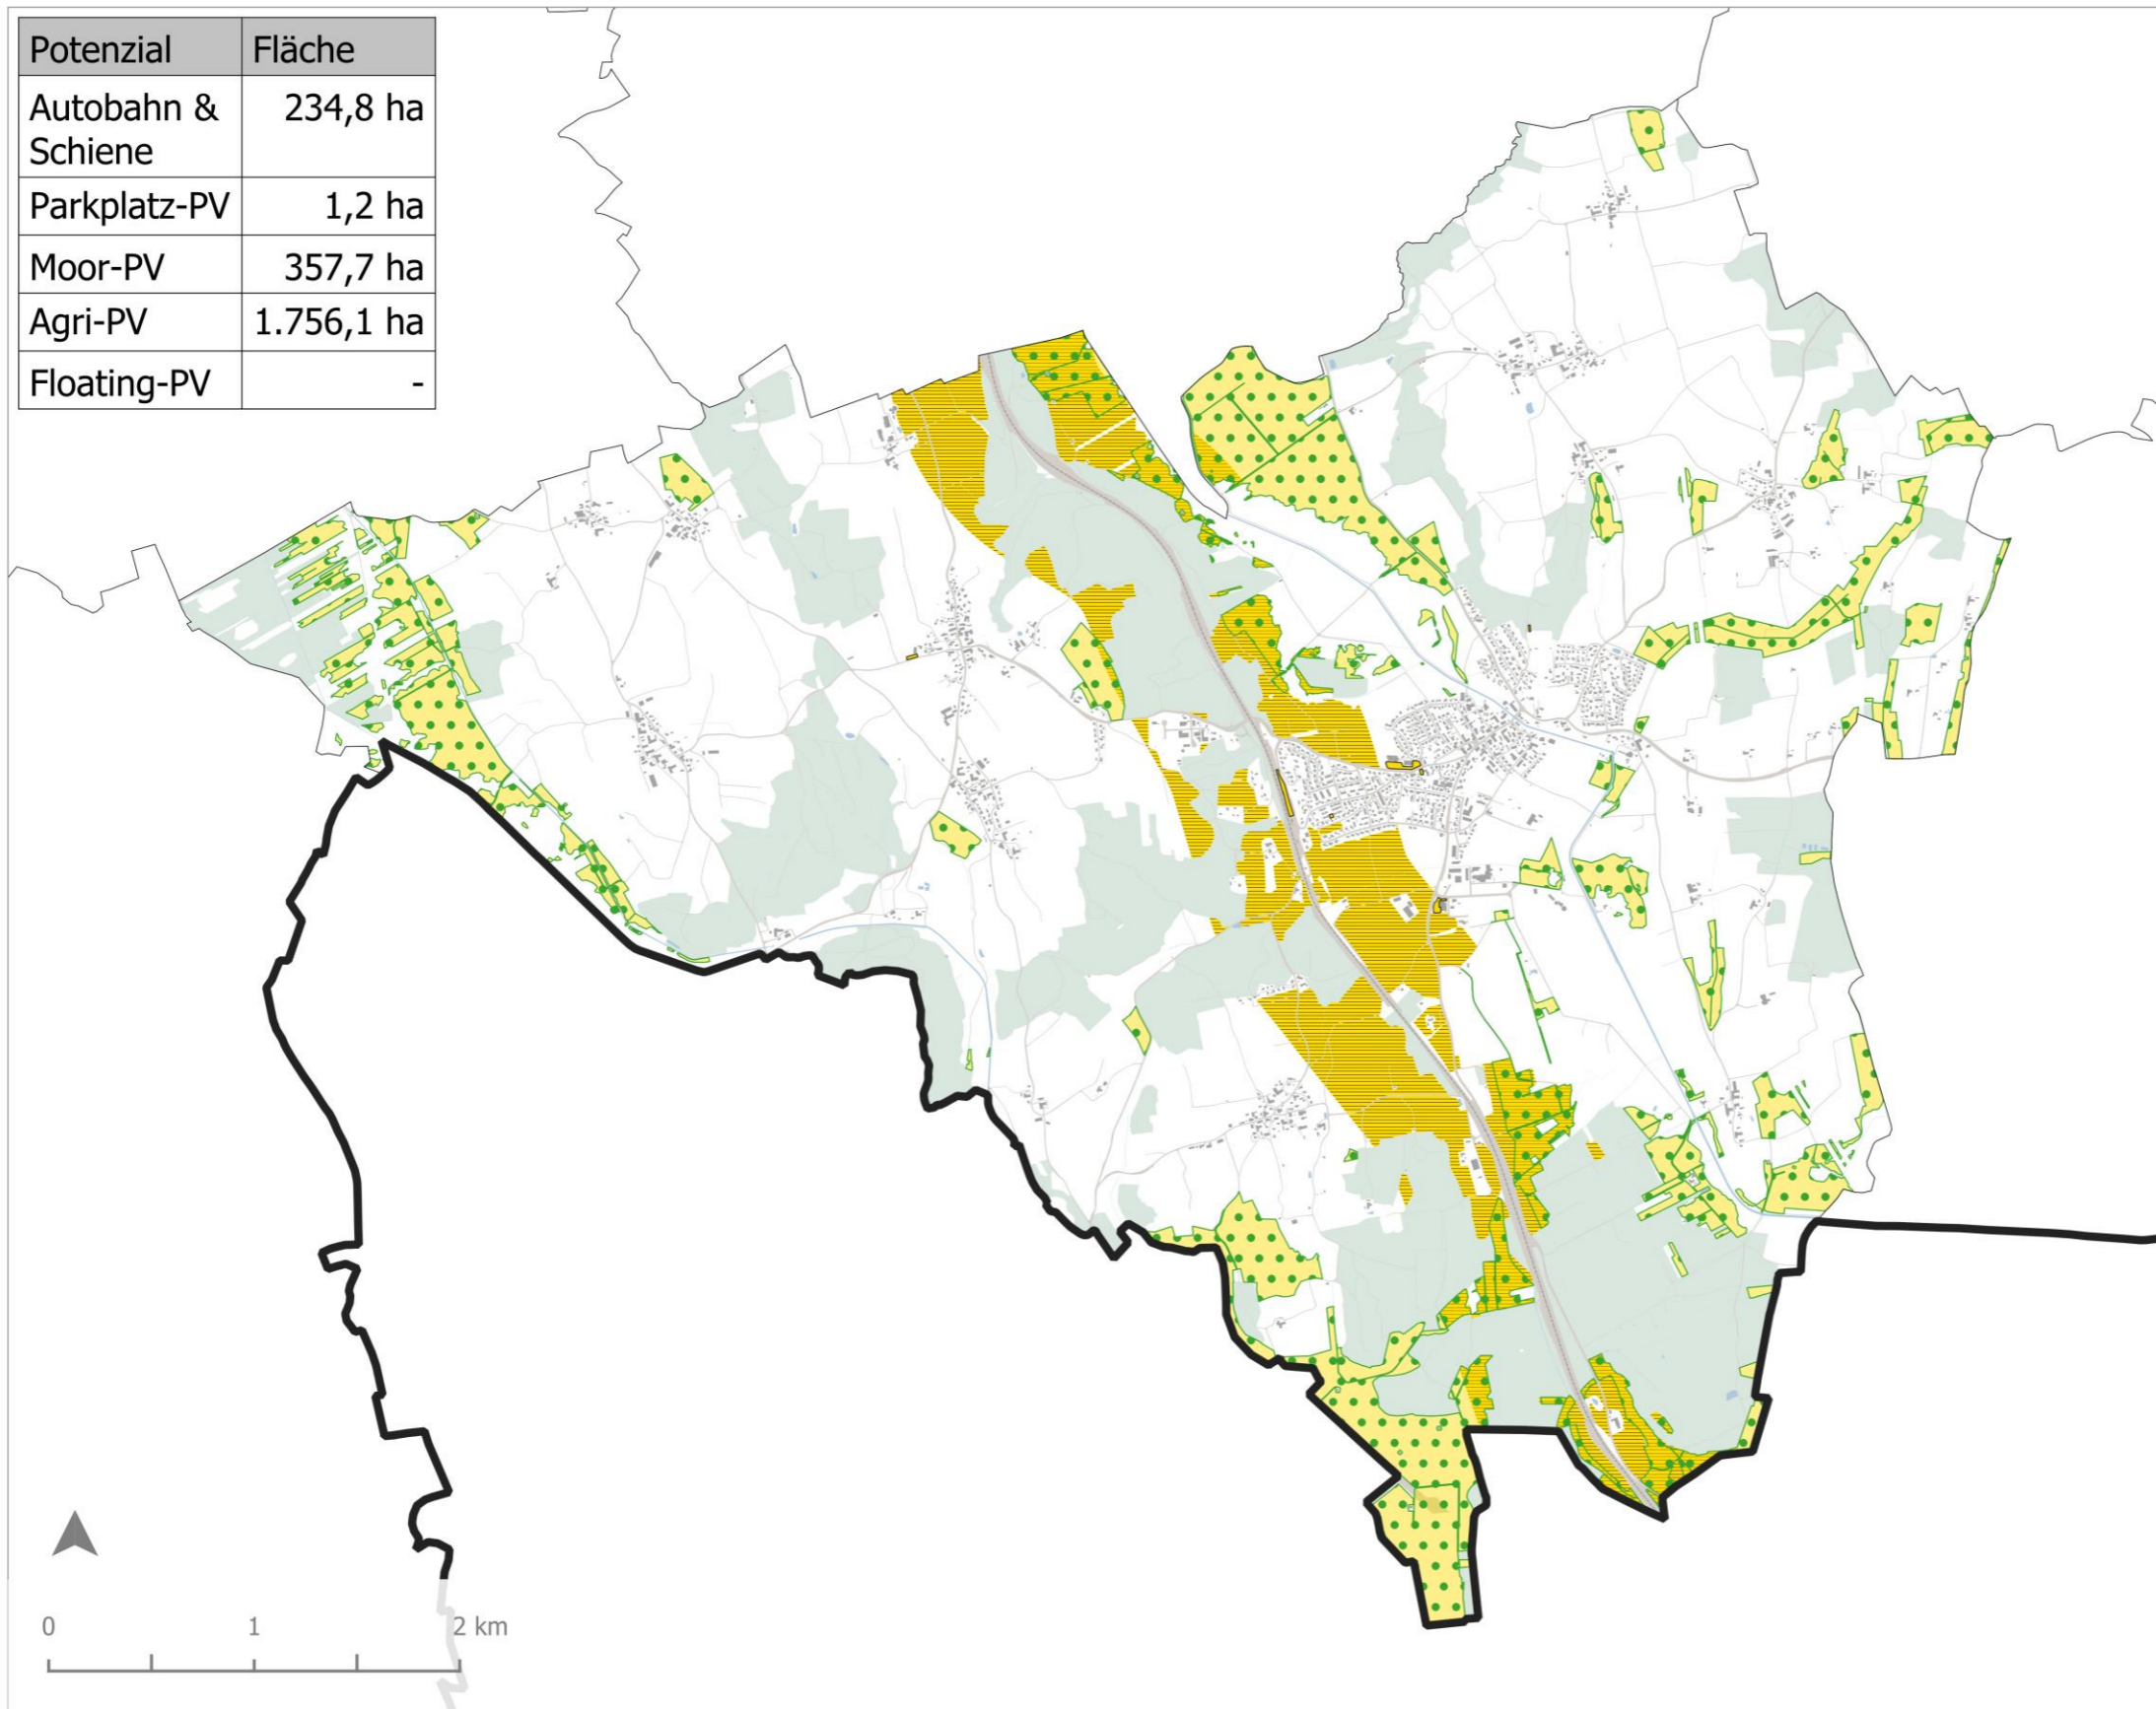 Potenzial Fläche
Autobahn & 234,8 ha
Schiene
Parkplatz-PV 1,2 ha
Moor-PV 357,7 ha
Agri-PV 1.756,1 ha
Floating-PV -
0 1 2 km